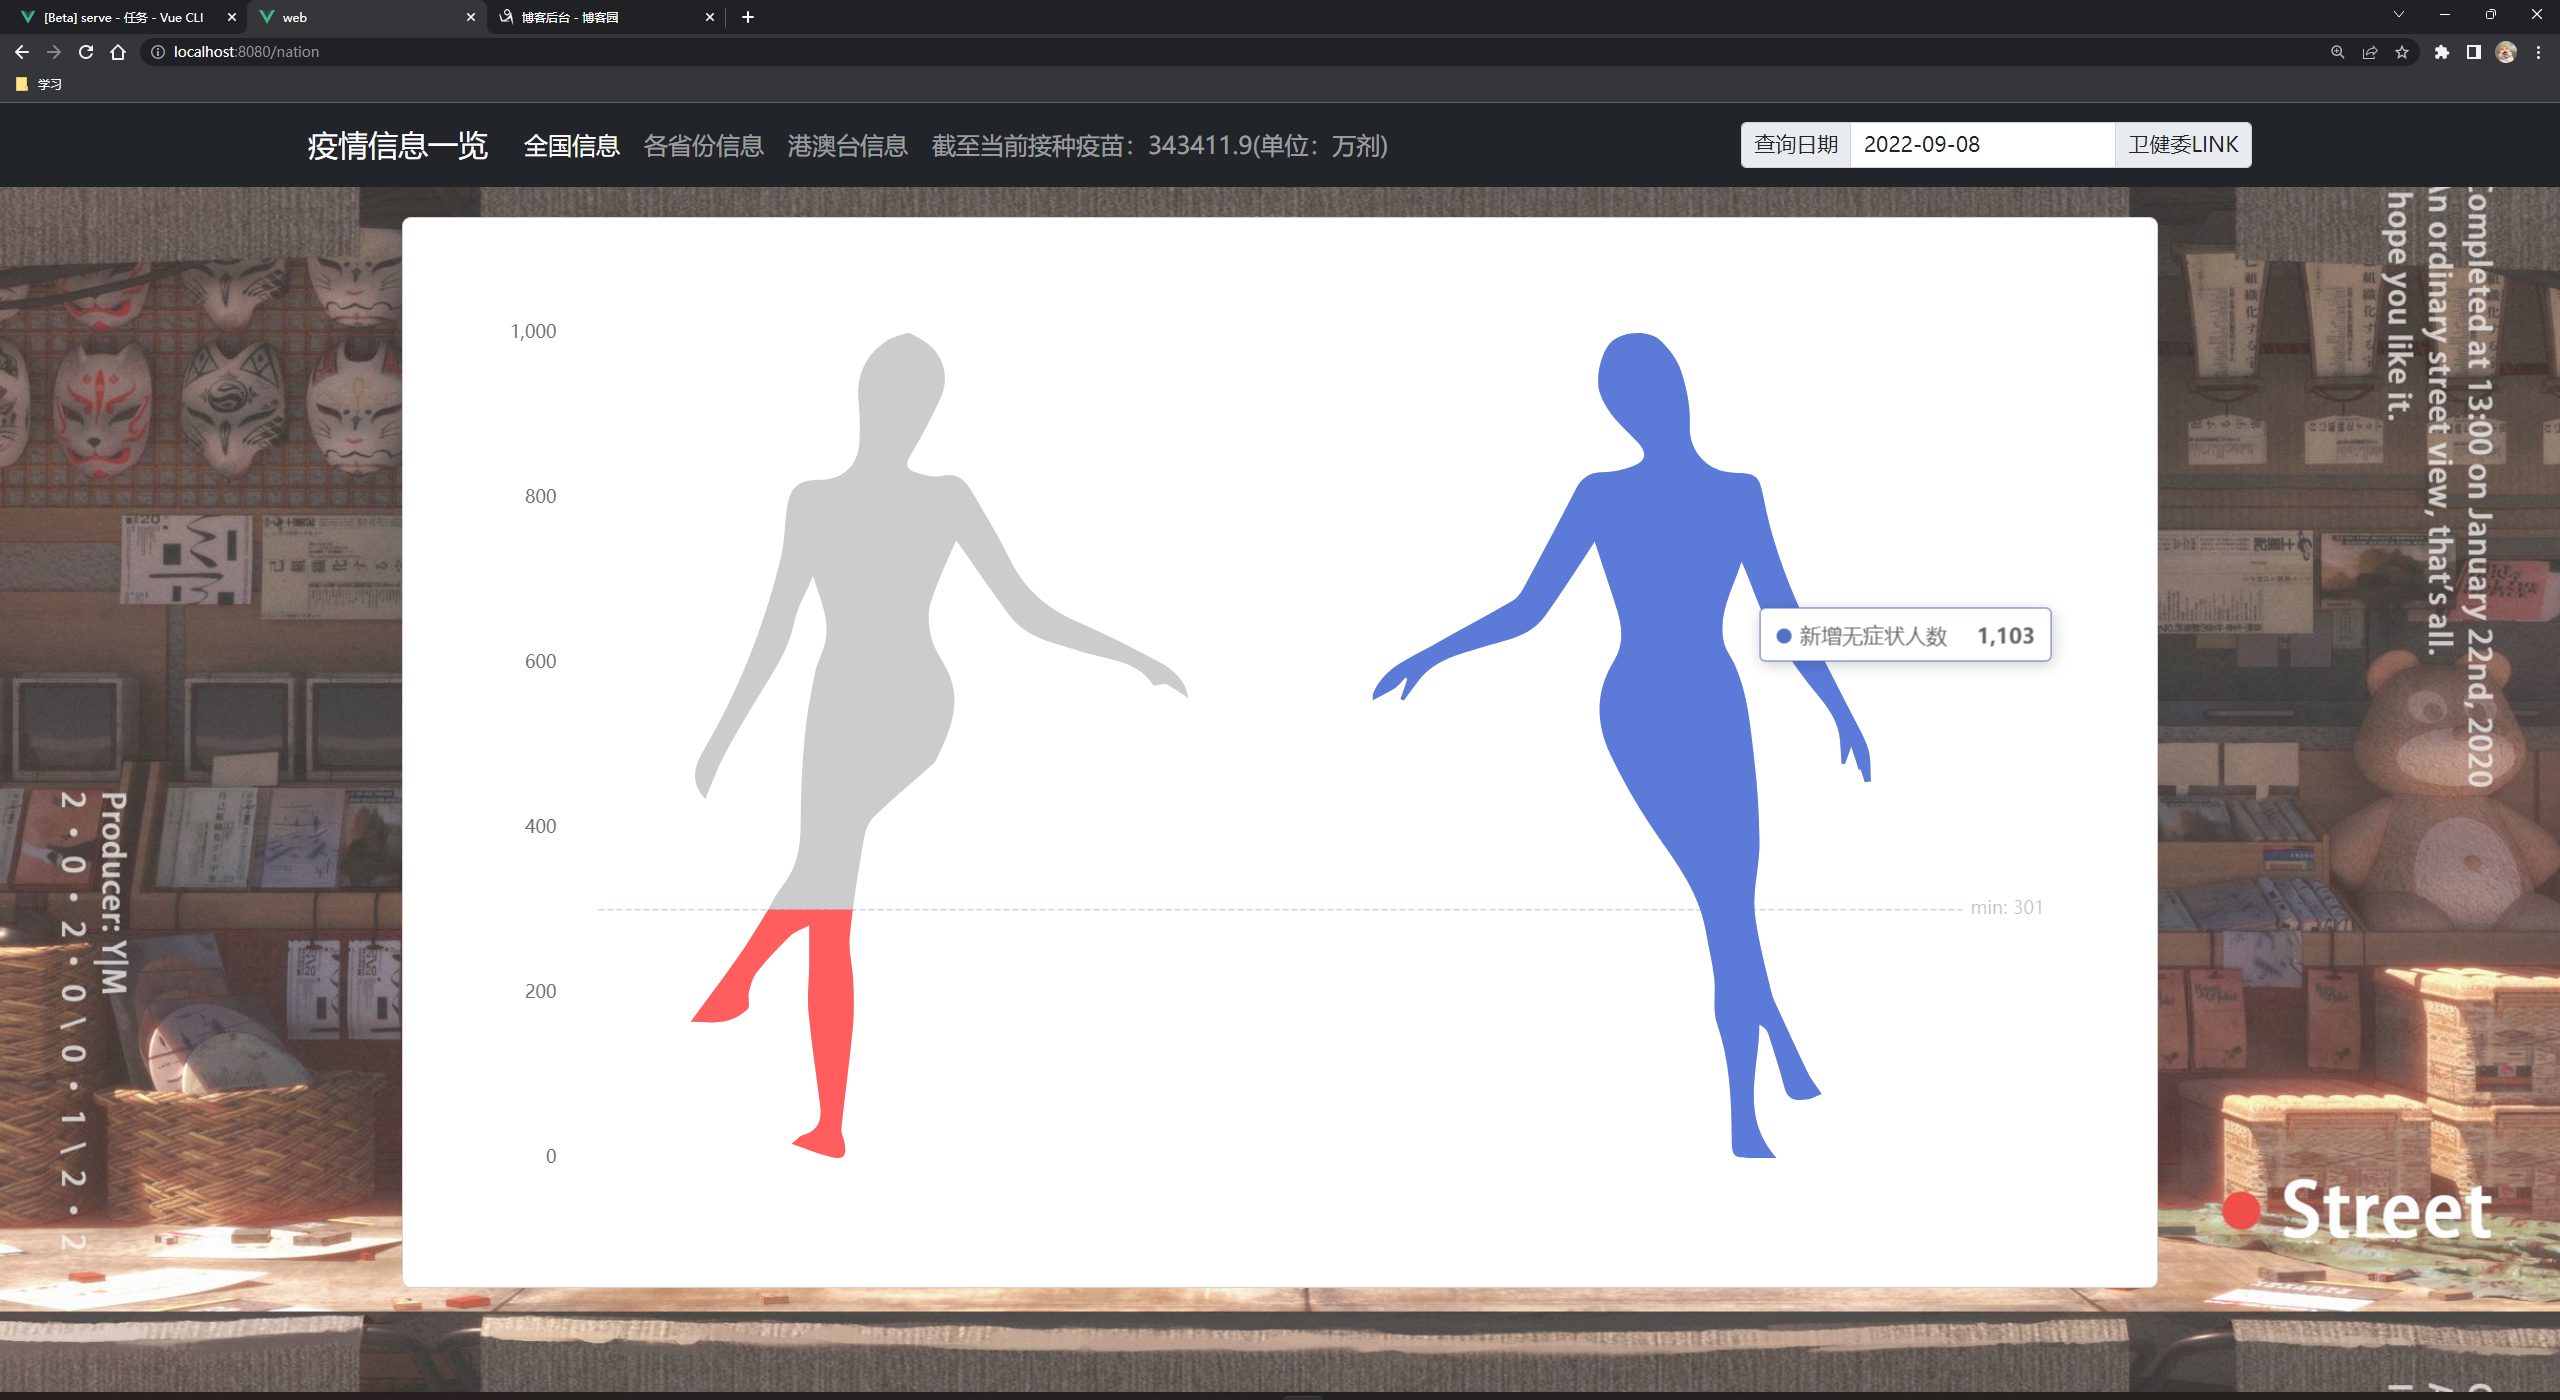 [Beta] serve - 任务 - Vue CLI
web
博客后台 - 博客园
localhost:8080/nation
学习
疫情信息一览 全国信息 各省份信息 港澳台信息 截至当前接种疫苗：343411.9(单位：万剂)
查询日期 2022-09-08 卫健委LINK
1,000
800
600
400
200
0
新增无症状人数 1,103
min: 301
Completed at 13:00 on January 22nd, 2020
An ordinary street view, that's all.
hope you like it.
Producer: Y|M
2•0•2•0\0•1\2•2
Street